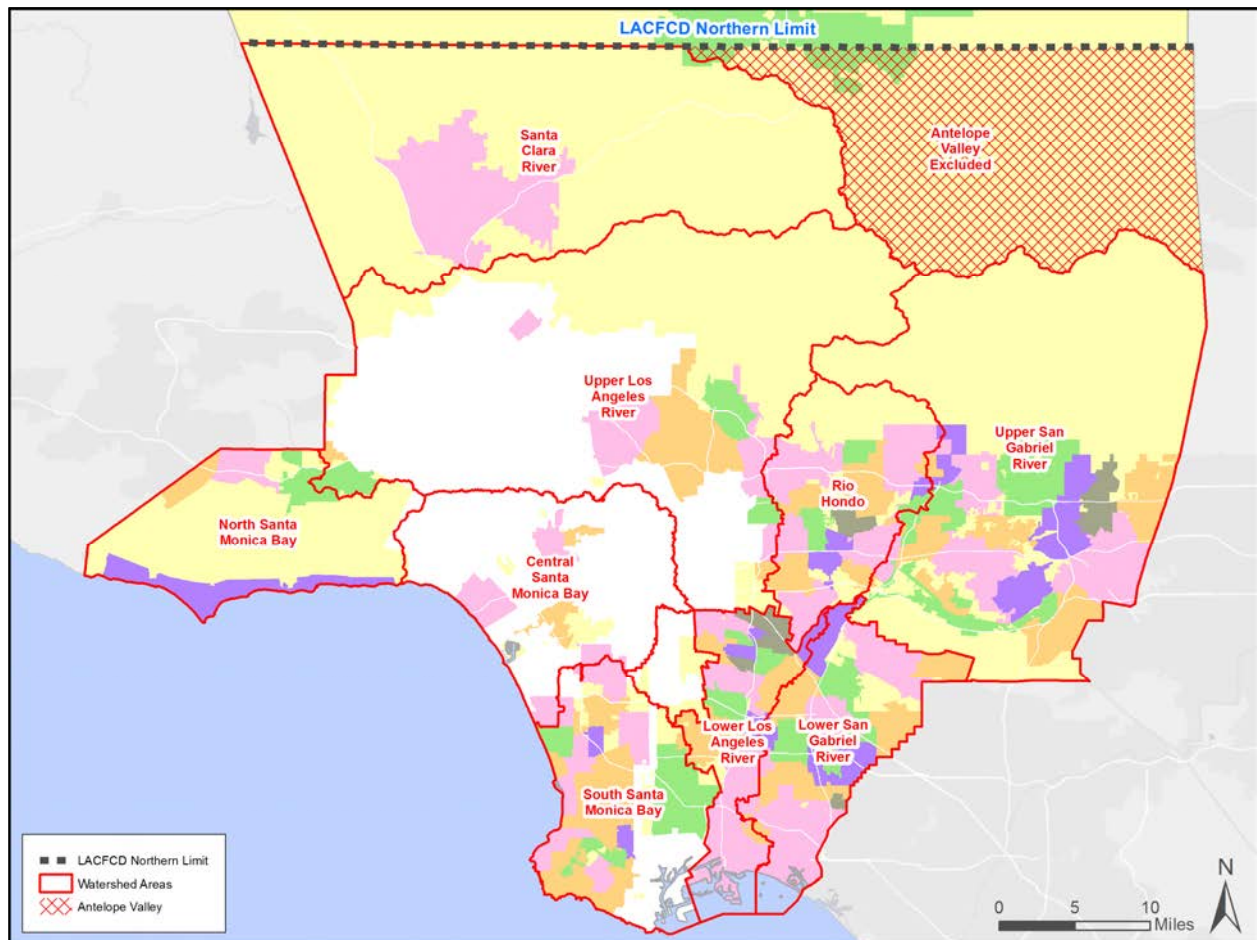 LACFCD Northern Limit
Santa
Clara
River
Antelope
Valley
Excluded
Upper Los
Angeles
River
Upper San
Gabriel
River
Rio
Hondo
North Santa
Monica Bay
Central
Santa
Monica Bay
Lower Los
Angeles
River
Lower San
Gabriel
River
South Santa
Monica Bay
LACFCD Northern Limit
Watershed Areas
Antelope Valley
N
0 5 10
Miles